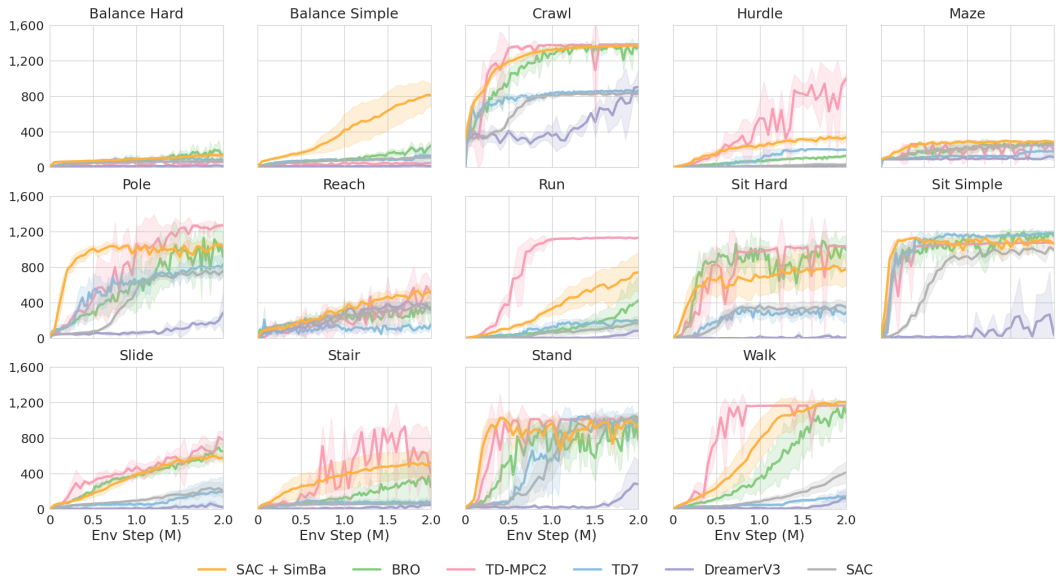 Balance Hard Balance Simple Crawl Hurdle Maze
1,600
1,200
800
400
0
Pole Reach Run Sit Hard Sit Simple
1,600
1,200
800
400
0
Slide Stair Stand Walk
1,600
1,200
800
400
0
0 0.5 1.0 1.5 2.0 0 0.5 1.0 1.5 2.0 0 0.5 1.0 1.5 2.0 0 0.5 1.0 1.5 2.0
Env Step (M) Env Step (M) Env Step (M) Env Step (M)
SAC + SimBa BRO TD-MPC2 TD7 DreamerV3 SAC